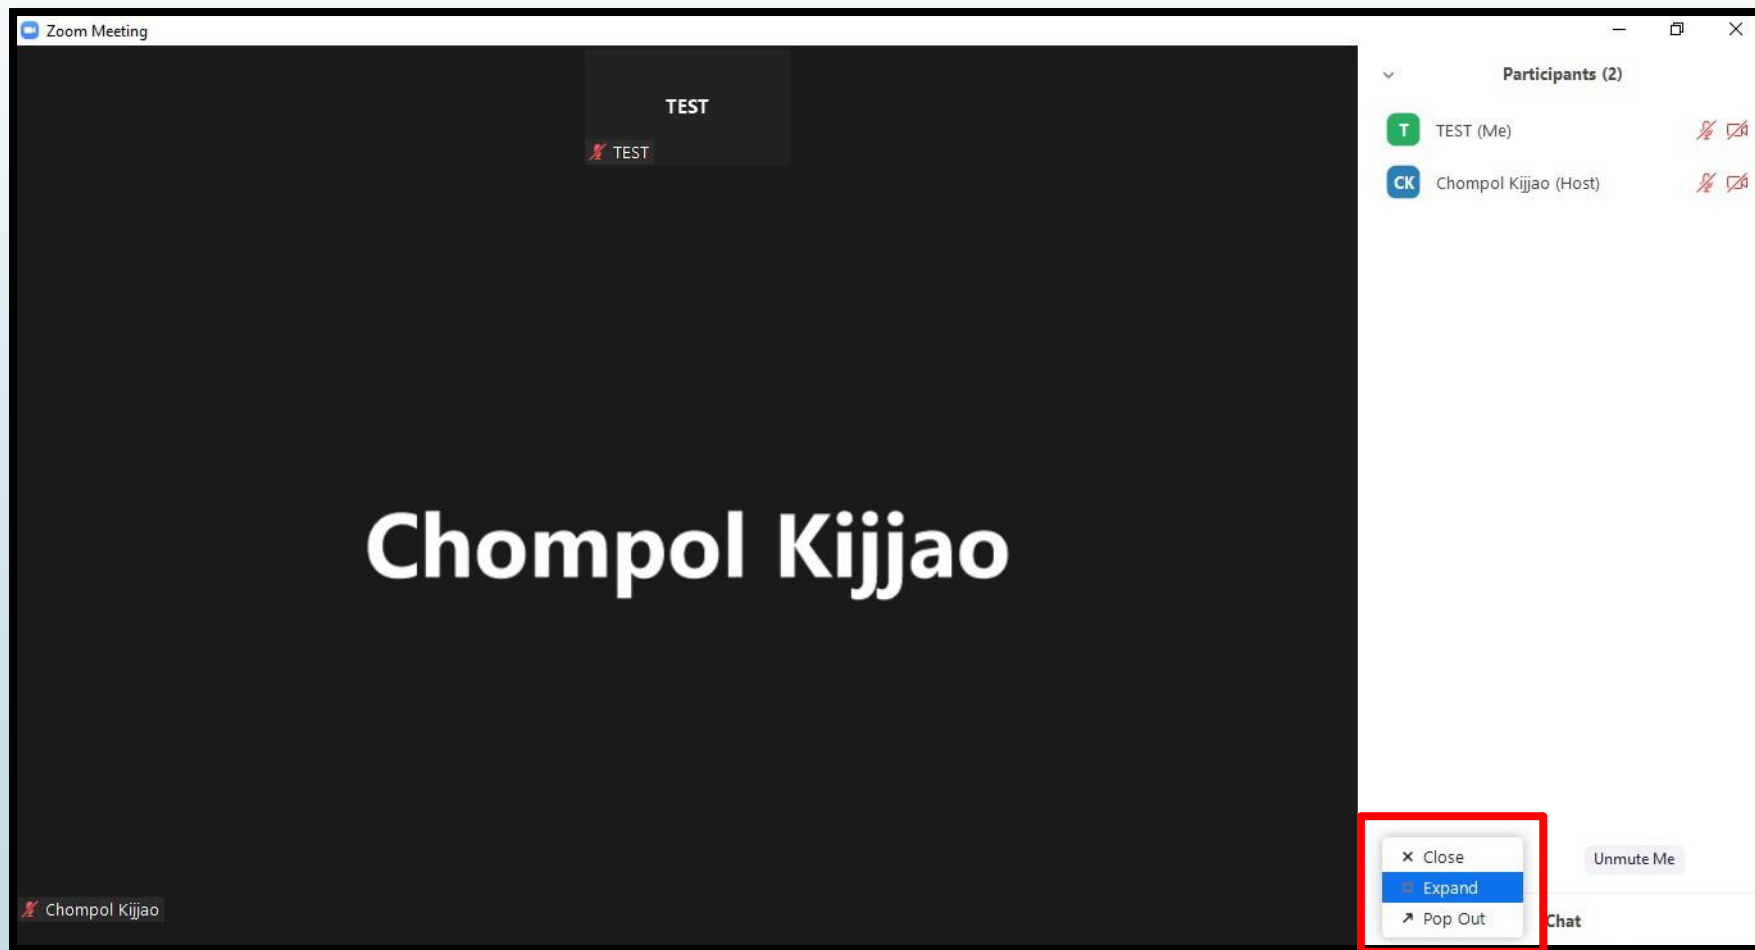 Zoom Meeting
TEST
TEST
Chompol Kijjao
Chompol Kijjao
Participants (2)
T TEST (Me)
CK Chompol Kijjao (Host)
Close
Expand
Pop Out
Unmute Me
Chat